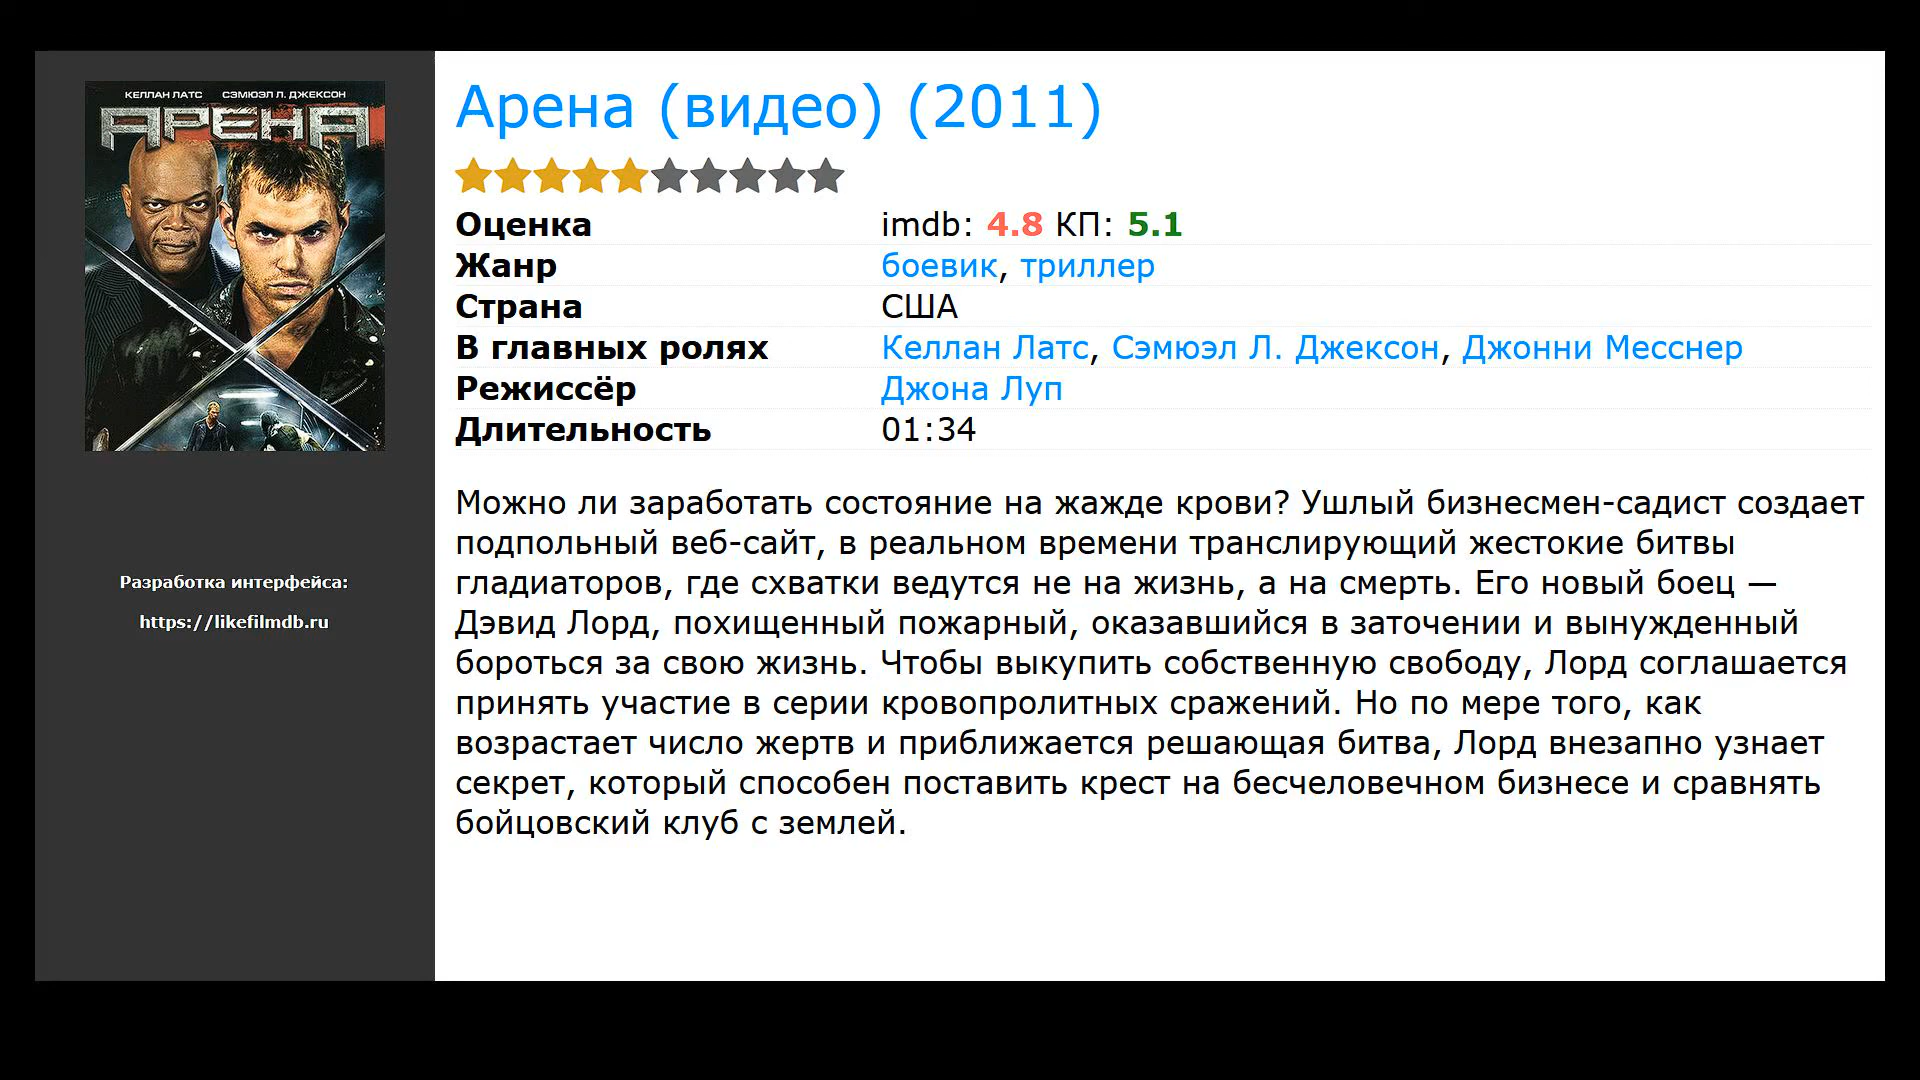 КЕЛЛАН ЛАТС СЭМЮЭЛ Л. ДЖЕКСОН
АРЕНА
Разработка интерфейса:
https://likefilmdb.ru
Арена (видео) (2011)
Оценка imdb: 4.8 КП: 5.1
Жанр боевик, триллер
Страна США
В главных ролях Келлан Латс, Сэмюэл Л. Джексон, Джонни Месснер
Режиссёр Джона Луп
Длительность 01:34
Можно ли заработать состояние на жажде крови? Ушлый бизнесмен-садист создает
подпольный веб-сайт, в реальном времени транслирующий жестокие битвы
гладиаторов, где схватки ведутся не на жизнь, а на смерть. Его новый боец —
Дэвид Лорд, похищенный пожарный, оказавшийся в заточении и вынужденный
бороться за свою жизнь. Чтобы выкупить собственную свободу, Лорд соглашается
принять участие в серии кровопролитных сражений. Но по мере того, как
возрастает число жертв и приближается решающая битва, Лорд внезапно узнает
секрет, который способен поставить крест на бесчеловечном бизнесе и сравнять
бойцовский клуб с землей.